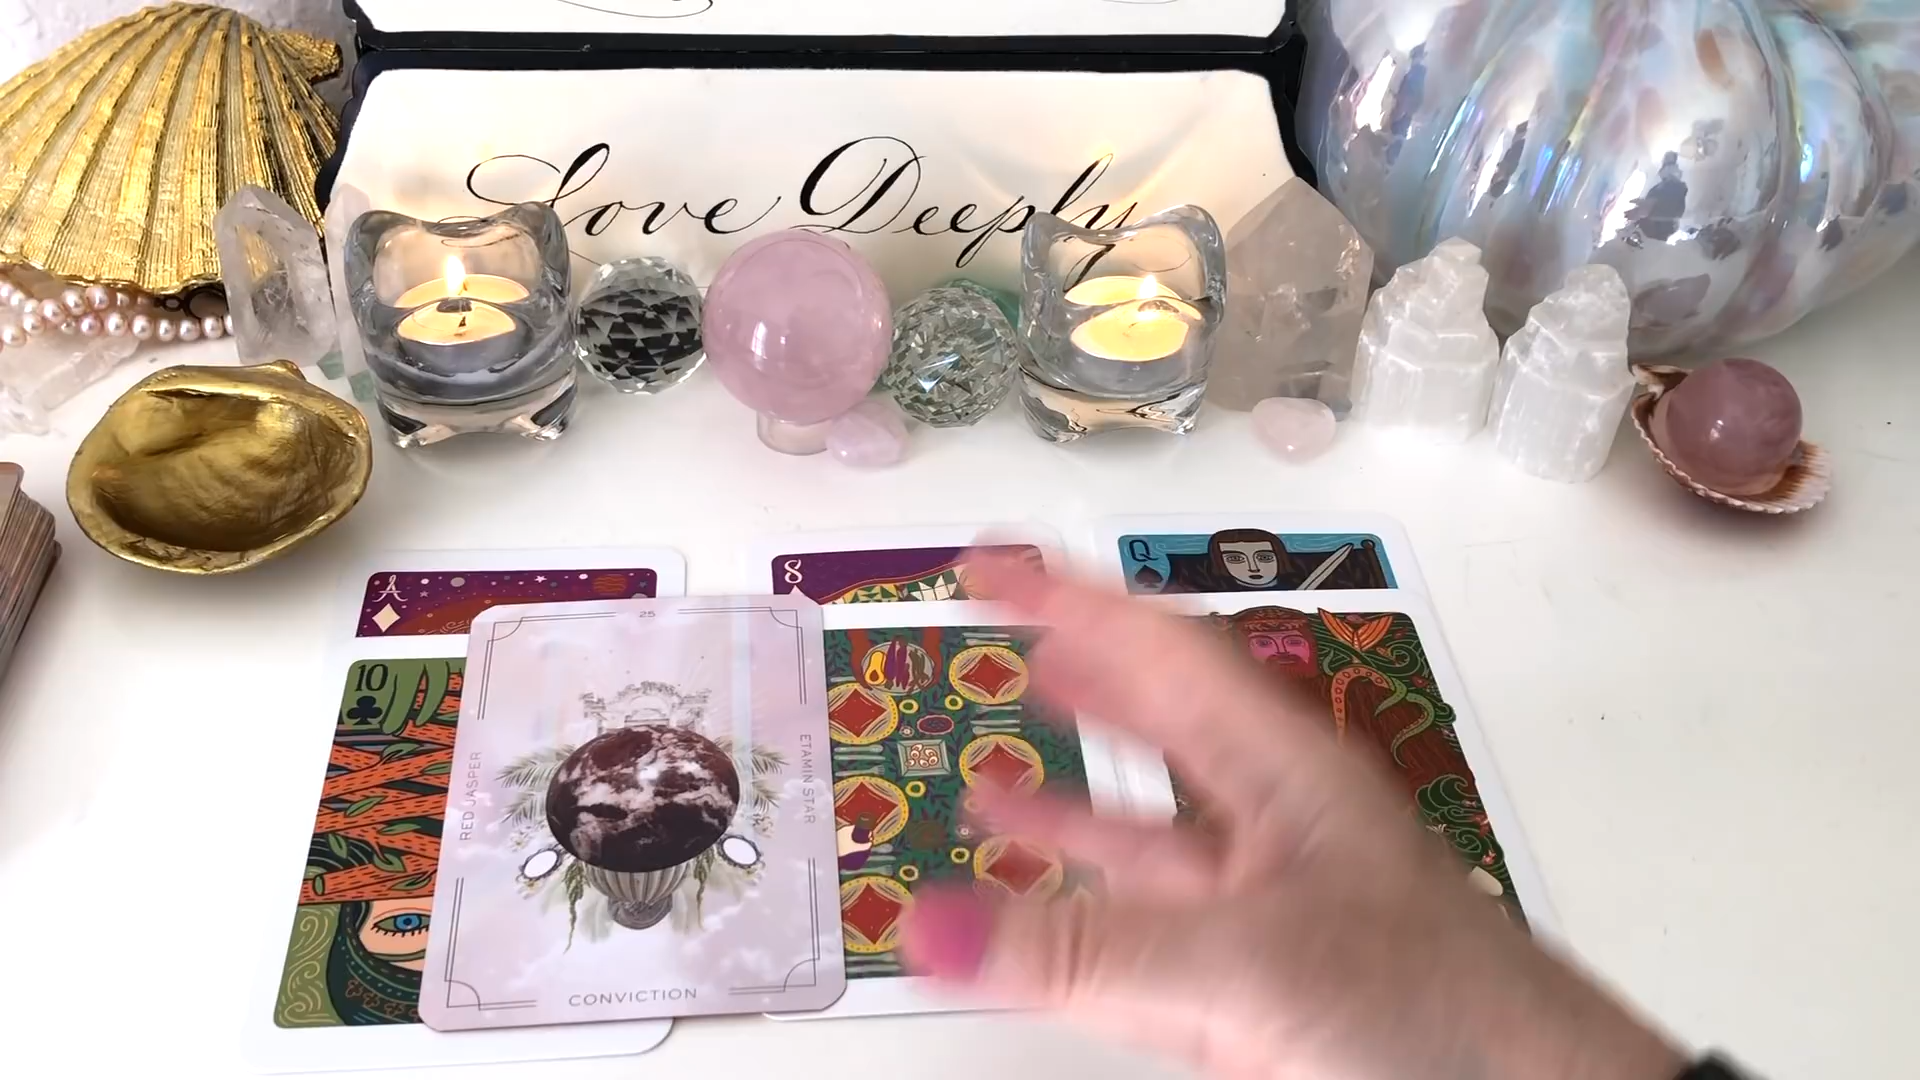 Love Deeply
A
8
Q
10
25
RED JASPER
ETAMIN STAR
CONVICTION